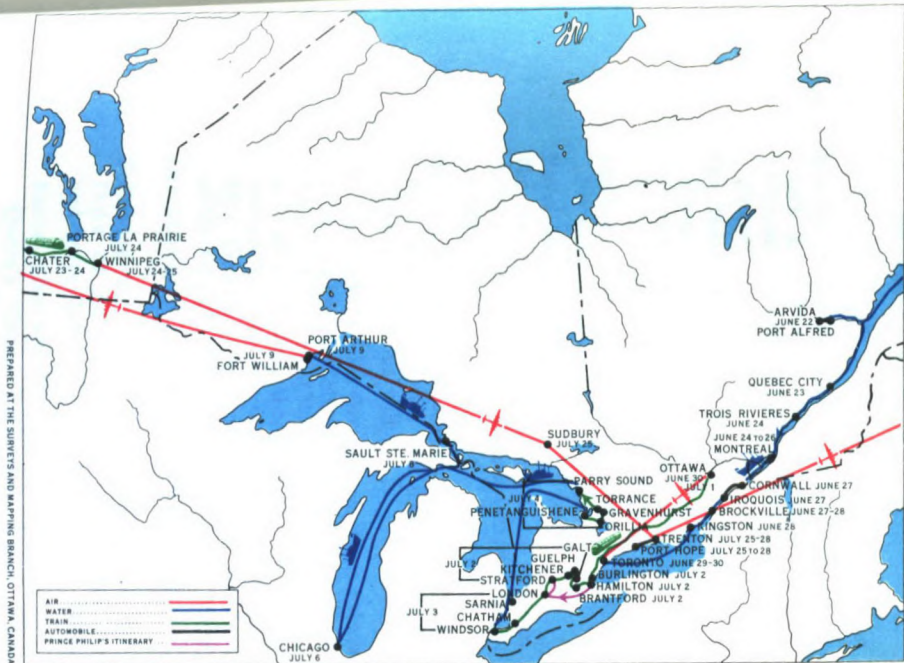 PORTAGE LA PRAIRIE
JULY 24
CHATER
JULY 23-24
WINNIPEG
JULY 24-25
ARVIDA
JUNE 22
PORT ALFRED
PORT ARTHUR
JULY 9
JULY 9
FORT WILLIAM
QUEBEC CITY
JUNE 23
TROIS RIVIERES
JUNE 24
JUNE 24 TO 26
MONTREAL
SUDBURY
JULY 25
SAULT STE. MARIE
OTTAWA
JUNE 30
JULY 1
PARRY SOUND
CORNWALL JUNE 27
TORRANCE
IROQUOIS JUNE 27
PENETANGUISHENE
GRAVENHURST
BROCKVILLE JUNE 27-28
ORILLIA
KINGSTON JUNE 28
TRENTON JULY 25-28
GALT
PORT HOPE JULY 25 TO 28
GUELPH
TORONTO JUNE 29-30
JULY 2
KITCHENER
STRATFORD
BURLINGTON JULY 2
LONDON
HAMILTON JULY 2
SARNIA
BRANTFORD JULY 2
JULY 3
CHATHAM
WINDSOR
CHICAGO
JULY 6
AIR
WATER
TRAIN
AUTOMOBILE
PRINCE PHILIP'S ITINERARY
PREPARED AT THE SURVEYS AND MAPPING BRANCH, OTTAWA, CANADA